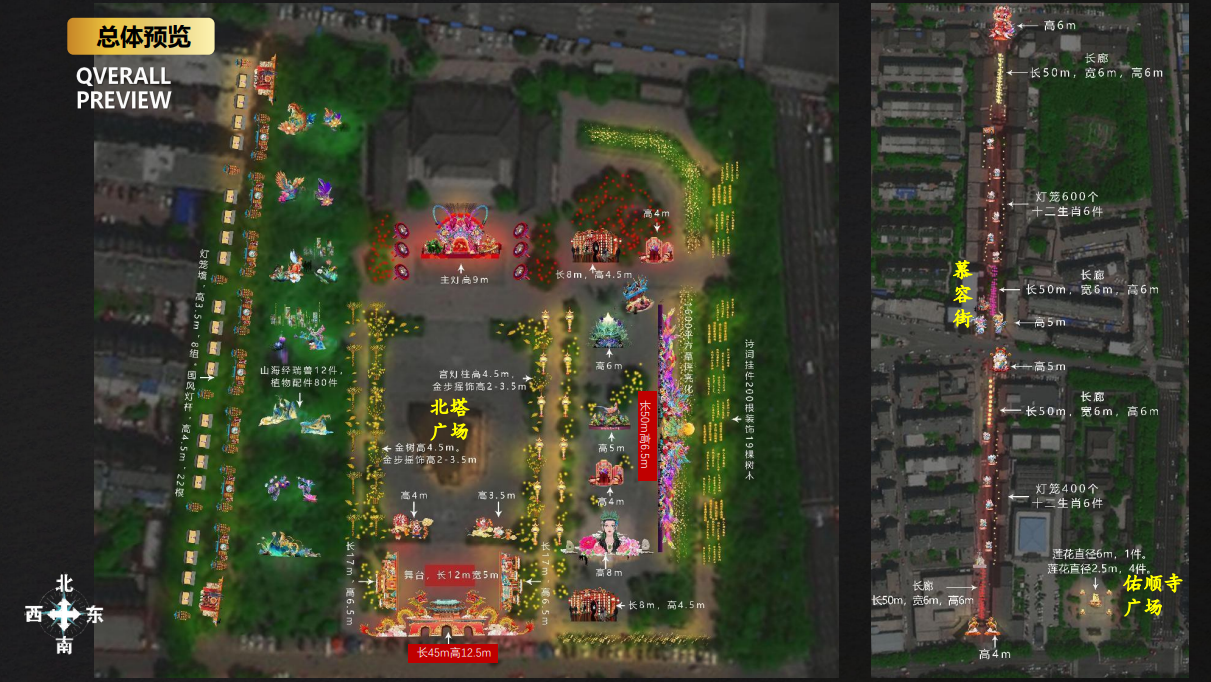 总体预览
QVERALL
PREVIEW
高4m
主灯高9m
长8m，高4.5m
灯笼墙，高3.5m，8组
国风灯杆，高4.5m，22根
600平方草坪亮化
诗词挂件200根装饰19棵树木
高6m
山海经瑞兽12件，
植物配件80件
宫灯柱高4.5m，
金步摇饰高2-3.5m
北塔
广场
长50m高6.5m
高5m
金树高4.5m。
金步摇饰高2-3.5m
高4m
高3.5m
高4m
长17m，高6.5m
舞台，长12m宽5m
长17m，高6.5m
高8m
长8m，高4.5m
长45m高12.5m
北
西
东
南
高6m
长廊
长50m，宽6m，高6m
灯笼600个
十二生肖6件
慕容街
长廊
长50m，宽6m，高6m
高5m
高5m
长廊
长50m，宽6m，高6m
灯笼400个
十二生肖6件
莲花直径6m，1件。
莲花直径2.5m，4件。
佑顺寺
广场
长廊
长50m，宽6m，高6m
高4m